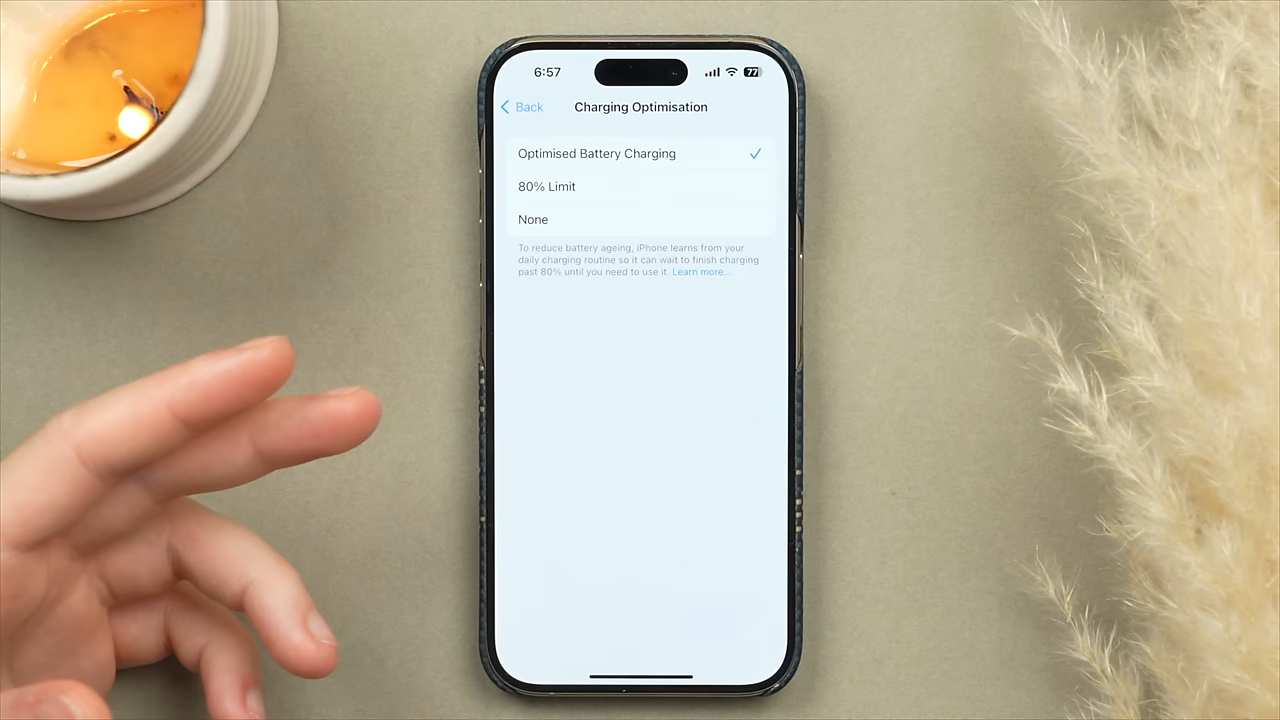 6:57
77
Back
Charging Optimisation
Optimised Battery Charging
80% Limit
None
To reduce battery ageing, iPhone learns from your
daily charging routine so it can wait to finish charging
past 80% until you need to use it. Learn more...